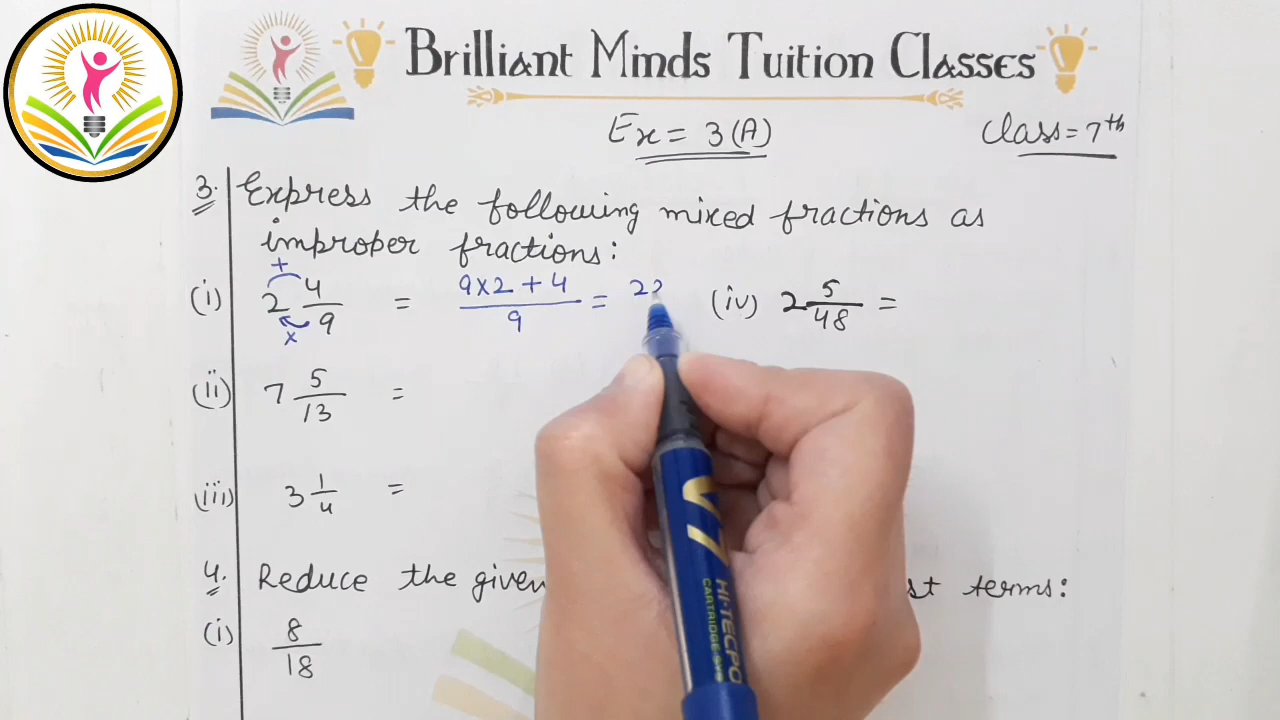 Brilliant Minds Tuition Classes
Ex = 3(A)
Class = 7th
3. Express the following mixed fractions as
improper fractions:
(i) 2 4/9 = (9x2+4)/9 = 22
+
x
(iv) 2 5/48 =
(ii) 7 5/13 =
(iii) 3 1/4 =
4. Reduce the given terms:
(i) 8/18
V7
HI-TECPO
CARTRIDGE SYS